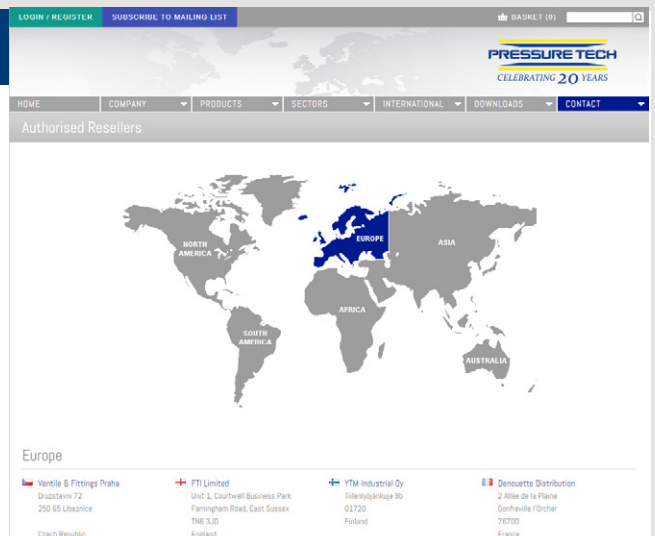 LOGIN / REGISTER SUBSCRIBE TO MAILING LIST BASKET (0)
PRESSURE TECH
CELEBRATING 20 YEARS
HOME COMPANY PRODUCTS SECTORS INTERNATIONAL DOWNLOADS CONTACT
Authorised Resellers
NORTH
AMERICA
EUROPE
ASIA
AFRICA
SOUTH
AMERICA
AUSTRALIA
Europe
Ventile & Fittings Praha
Druzstevni 72
250 65 Libeznice
Czech Republic
FTI Limited
Unit 1, Courtwell Business Park
Farningham Road, East Sussex
TN6 3JD
England
YTM-Industrial Oy
Tiilenlyöjänkuja 9b
01720
Finland
Denouette Distribution
2 Allée de la Plaine
Gonfreville l'Orcher
76700
France